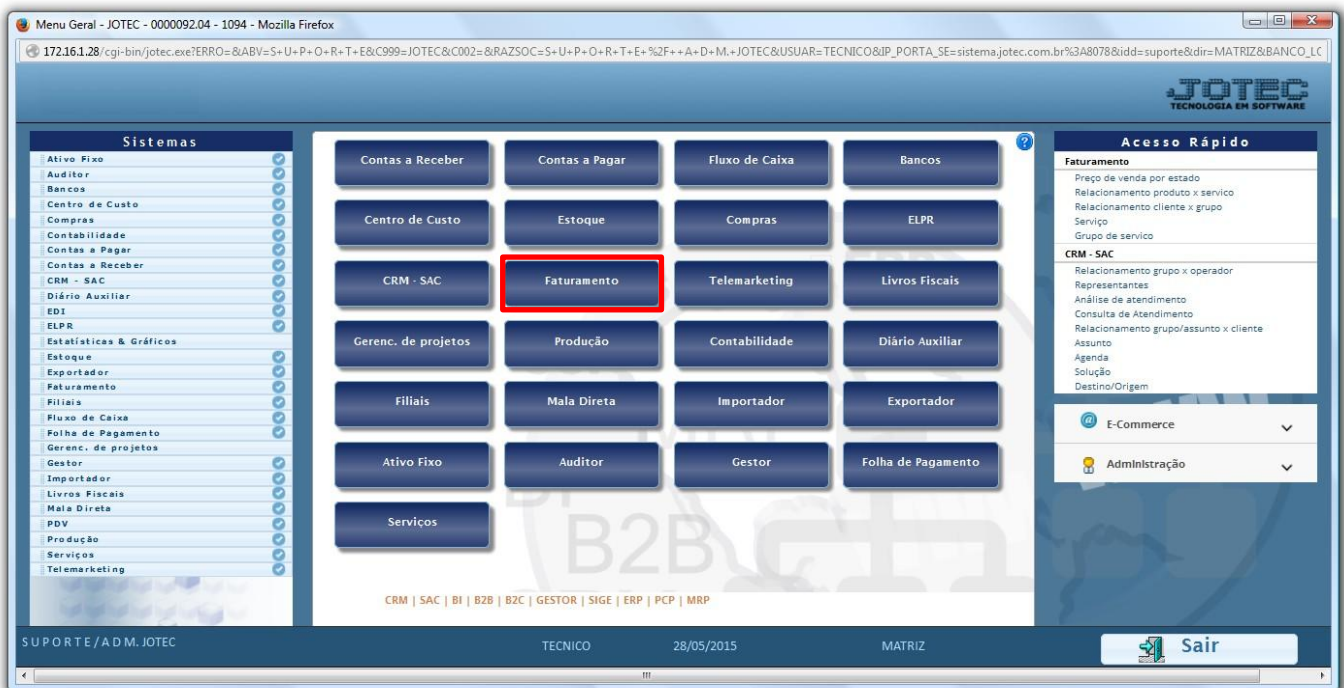 Menu Geral - JOTEC - 0000092.04 - 1094 - Mozilla Firefox
172.16.1.28/cgi-bin/jotec.exe?ERRO=&ABV=S+U+P+O+R+T+E&C999=JOTEC&C002=&RAZSOC=S+U+P+O+R+T+E+%2F++A+D+M.+JOTEC&USUAR=TECNICO&IP_PORTA_SE=sistema.jotec.com.br%3A8078&idd=suporte&dir=MATRIZ&BANCO_LC
JOTEC
TECNOLOGIA EM SOFTWARE
Sistemas
Ativo Fixo
Auditor
Bancos
Centro de Custo
Compras
Contabilidade
Contas a Pagar
Contas a Receber
CRM - SAC
Diário Auxiliar
EDI
ELPR
Estatísticas & Gráficos
Estoque
Exportador
Faturamento
Filiais
Fluxo de Caixa
Folha de Pagamento
Gerenc. de projetos
Gestor
Importador
Livros Fiscais
Mala Direta
PDV
Produção
Serviços
Telemarketing
Contas a Receber
Contas a Pagar
Fluxo de Caixa
Bancos
Centro de Custo
Estoque
Compras
ELPR
CRM - SAC
Faturamento
Telemarketing
Livros Fiscais
Gerenc. de projetos
Produção
Contabilidade
Diário Auxiliar
Filiais
Mala Direta
Importador
Exportador
Ativo Fixo
Auditor
Gestor
Folha de Pagamento
Serviços
B2B
CRM | SAC | BI | B2B | B2C | GESTOR | SIGE | ERP | PCP | MRP
Acesso Rápido
Faturamento
Preço de venda por estado
Relacionamento produto x servico
Relacionamento cliente x grupo
Serviço
Grupo de servico
CRM - SAC
Relacionamento grupo x operador
Representantes
Análise de atendimento
Consulta de Atendimento
Relacionamento grupo/assunto x cliente
Assunto
Agenda
Solução
Destino/Origem
E-Commerce
Administração
SUPORTE/ADM. JOTEC
TECNICO
28/05/2015
MATRIZ
Sair